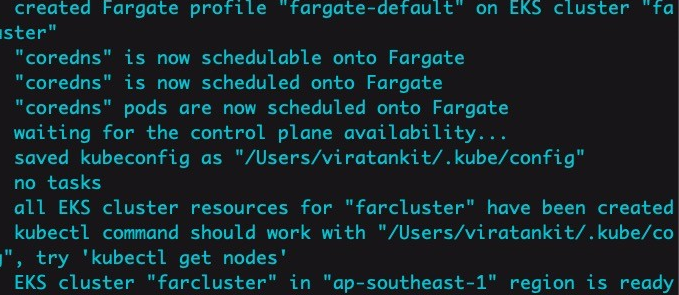 created Fargate profile "fargate-default" on EKS cluster "fa
uster"
"coredns" is now schedulable onto Fargate
"coredns" is now scheduled onto Fargate
"coredns" pods are now scheduled onto Fargate
waiting for the control plane availability...
saved kubeconfig as "/Users/viratankit/.kube/config"
no tasks
all EKS cluster resources for "farcluster" have been created
kubectl command should work with "/Users/viratankit/.kube/co
g", try 'kubectl get nodes'
EKS cluster "farcluster" in "ap-southeast-1" region is ready